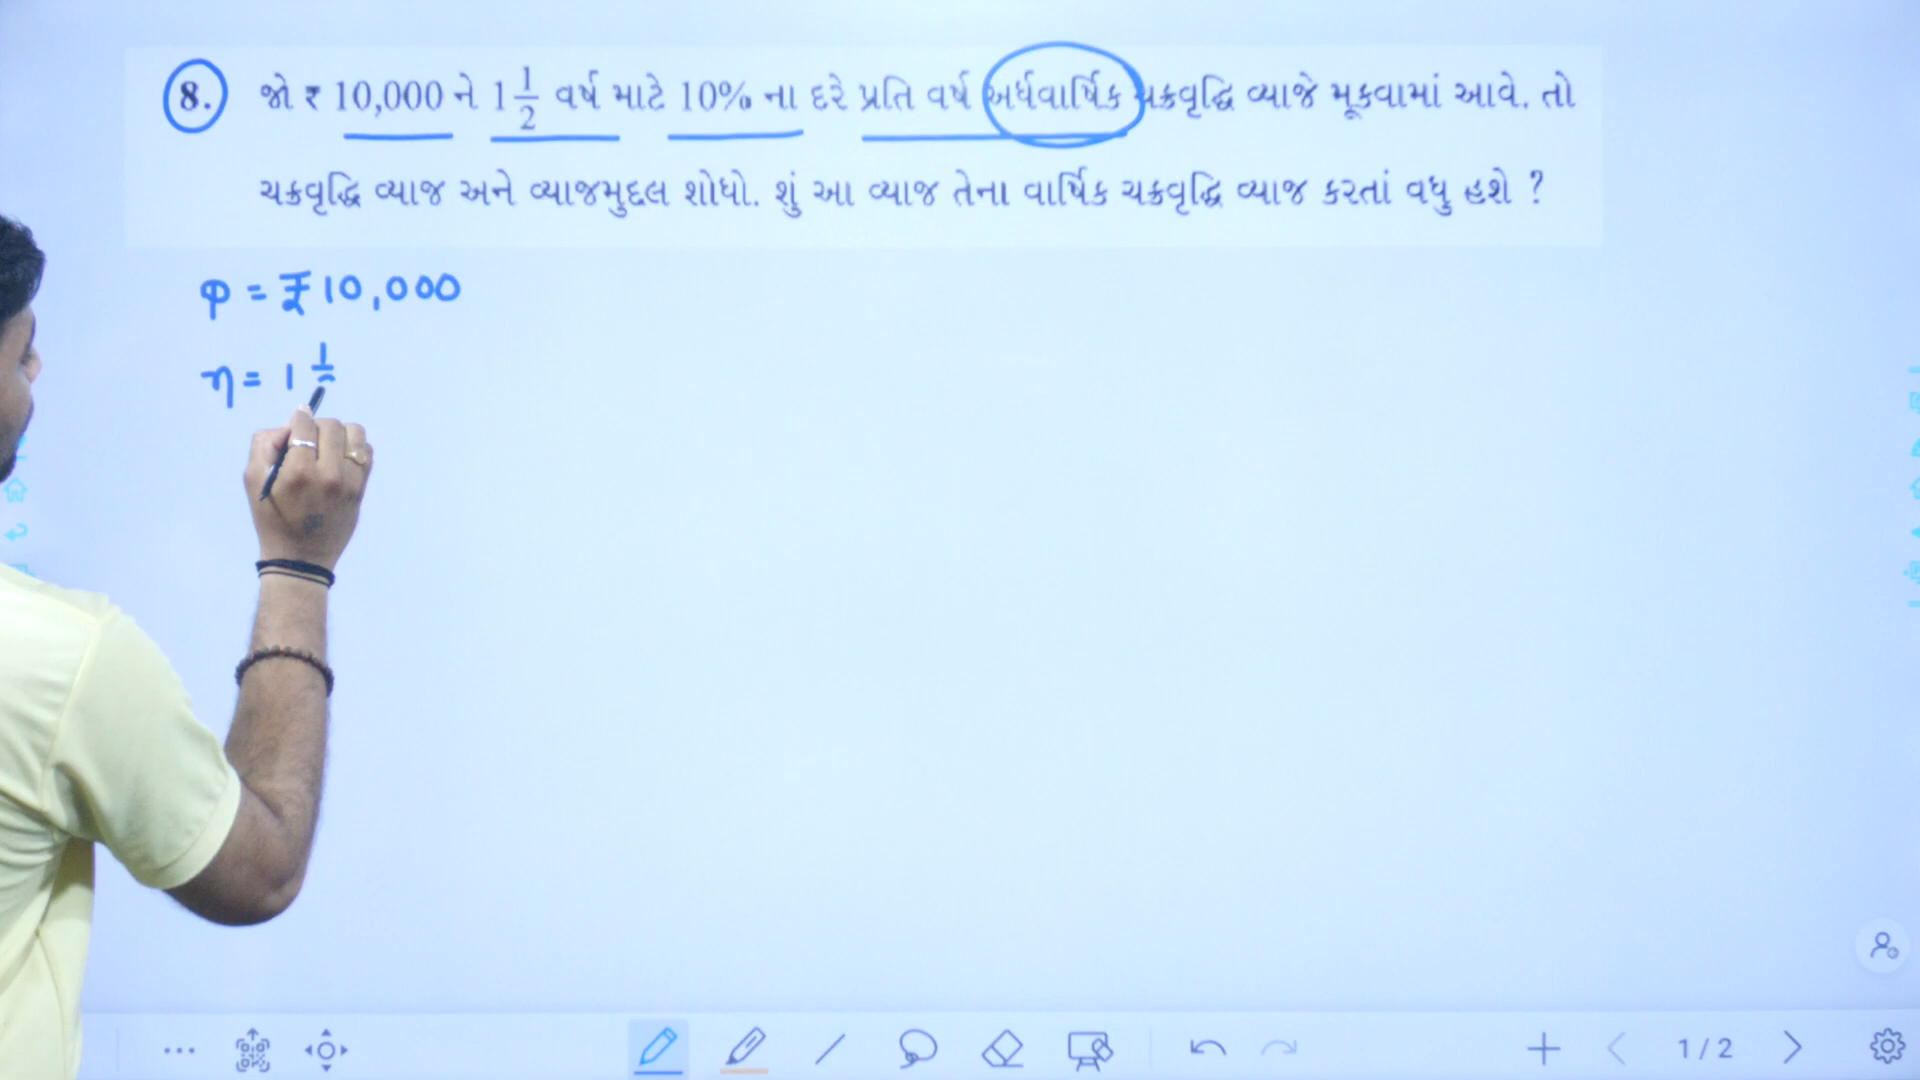 8. જો ₹ 10,000 ને 1 1/2 વર્ષ માટે 10% ના દરે પ્રતિ વર્ષ અર્ધવાર્ષિક ચક્રવૃદ્ધિ વ્યાજે મૂકવામાં આવે. તો
ચક્રવૃદ્ધિ વ્યાજ અને વ્યાજમુદ્દલ શોધો. શું આ વ્યાજ તેના વાર્ષિક ચક્રવૃદ્ધિ વ્યાજ કરતાં વધુ હશે ?
P = ₹ 10,000
n = 1 1/
1 / 2